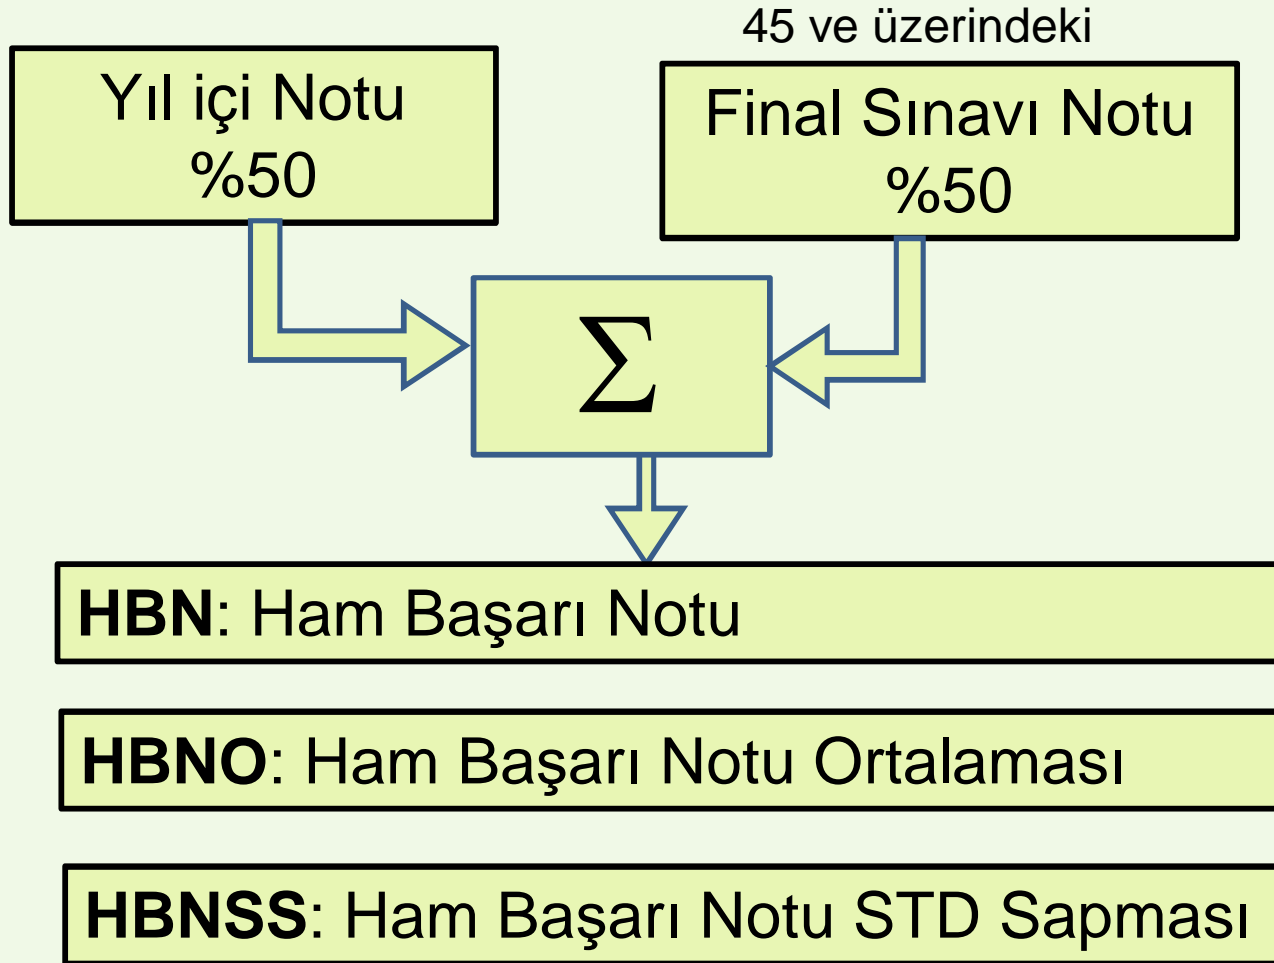 45 ve üzerindeki
Yıl içi Notu
%50
Final Sınavı Notu
%50
Σ
HBN: Ham Başarı Notu
HBNO: Ham Başarı Notu Ortalaması
HBNSS: Ham Başarı Notu STD Sapması